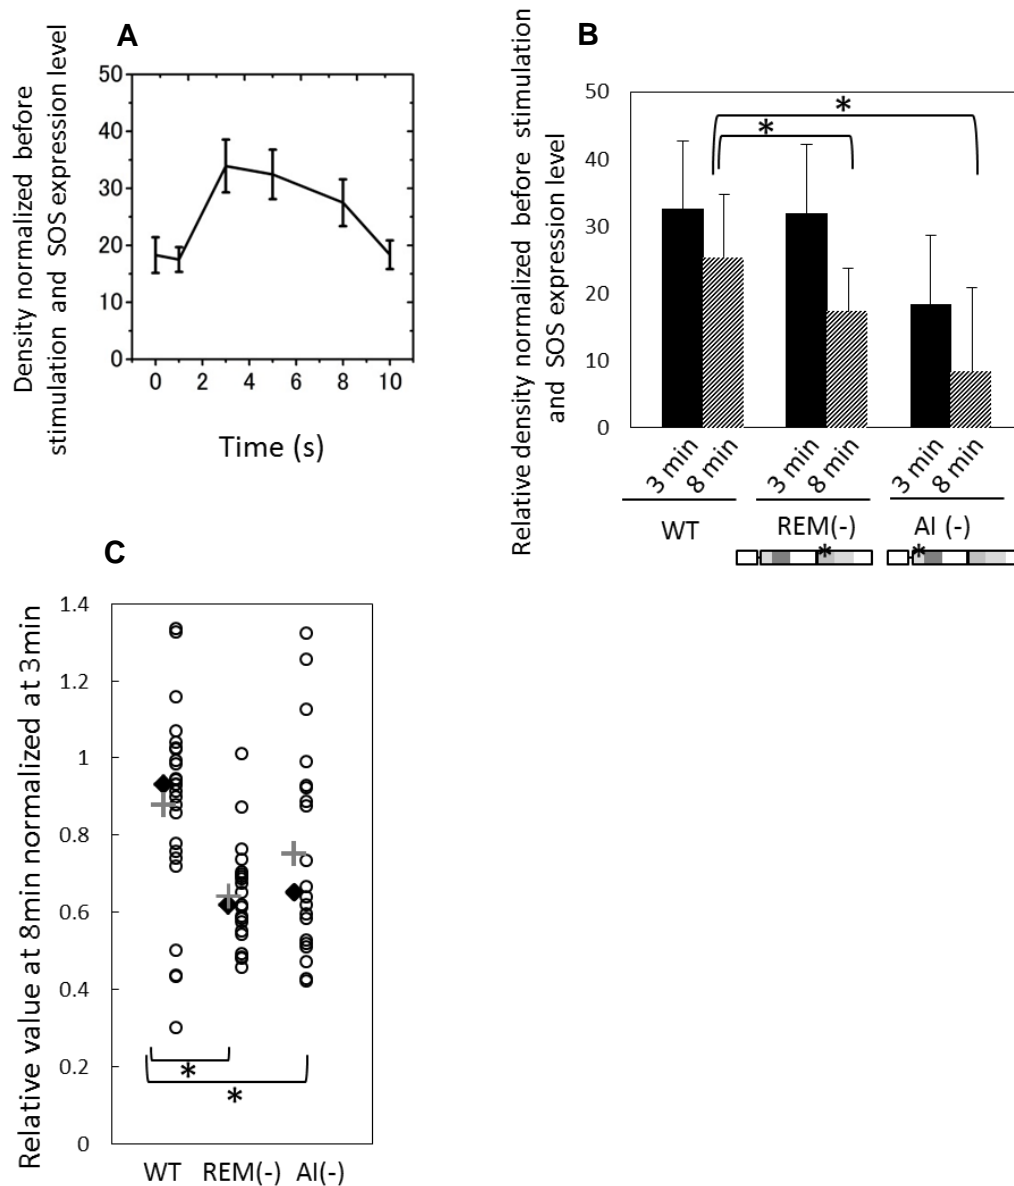 A
Density normalized before
stimulation and SOS expression level
50
40
30
20
10
0
0 2 4 6 8 10
Time (s)
B
Relative density normalized before stimulation
and SOS expression level
50
40
30
20
10
0
*
*
3 min 8 min 3 min 8 min 3 min 8 min
WT REM(-) AI (-)
* *
C
Relative value at 8min normalized at 3min
1.4
1.2
1
0.8
0.6
0.4
0.2
0
*
*
WT REM(-) AI(-)